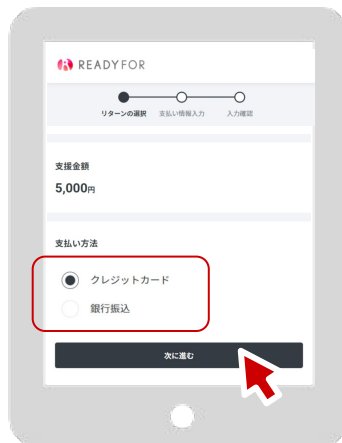 READYFOR
リターンの選択 支払い情報入力 入力確認
支援金額
5,000円
支払い方法
クレジットカード
銀行振込
次に進む